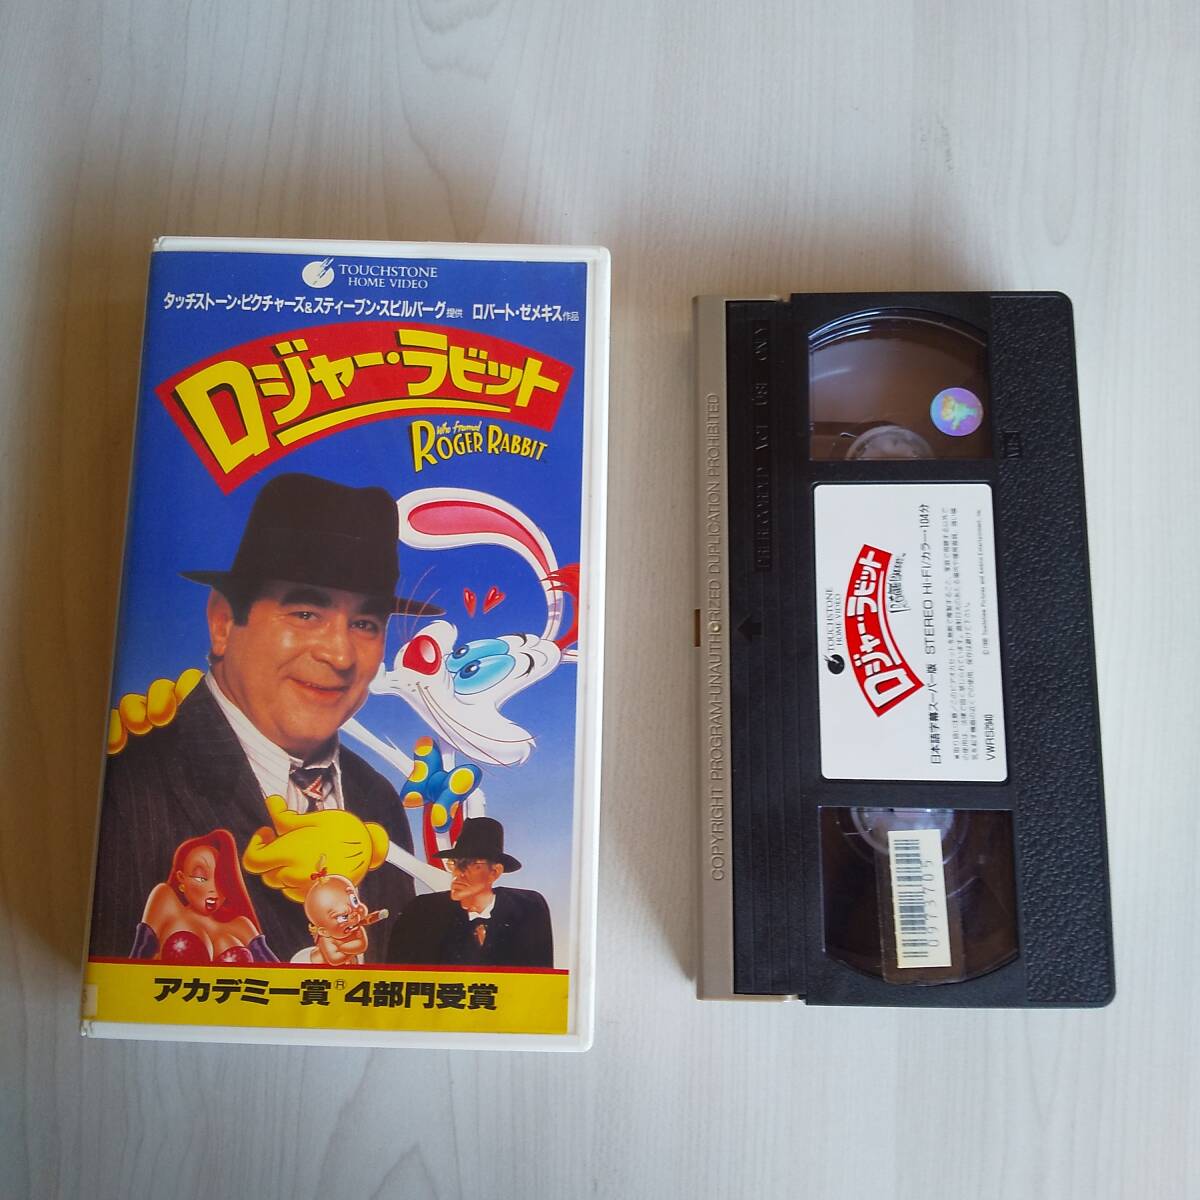 TOUCHSTONE
HOME VIDEO
タッチストーン・ピクチャーズ&スティーブン・スピルバーグ提供 ロバート・ゼメキス作品
ロジャー・ラビット
Who Framed
ROGER RABBIT
アカデミー賞® 4部門受賞
COPYRIGHT PROGRAM-UNAUTHORIZED DUPLICATION PROHIBITED
TOUCHSTONE
HOME VIDEO
ロジャー・ラビット
日本語字幕スーパー版 STEREO Hi-Fi/カラー・104分
VWRS2940
0973705